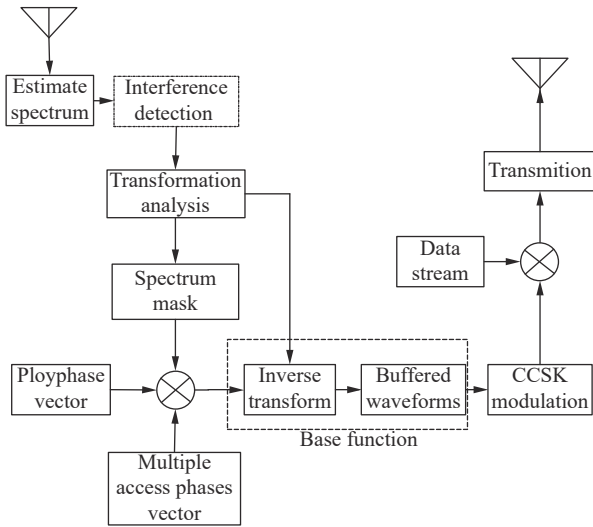 Estimate
spectrum
Interference
detection
Transformation
analysis
Transmition
Data
stream
Spectrum
mask
Ployphase
vector
Inverse
transform
Buffered
waveforms
CCSK
modulation
Base function
Multiple
access phases
vector